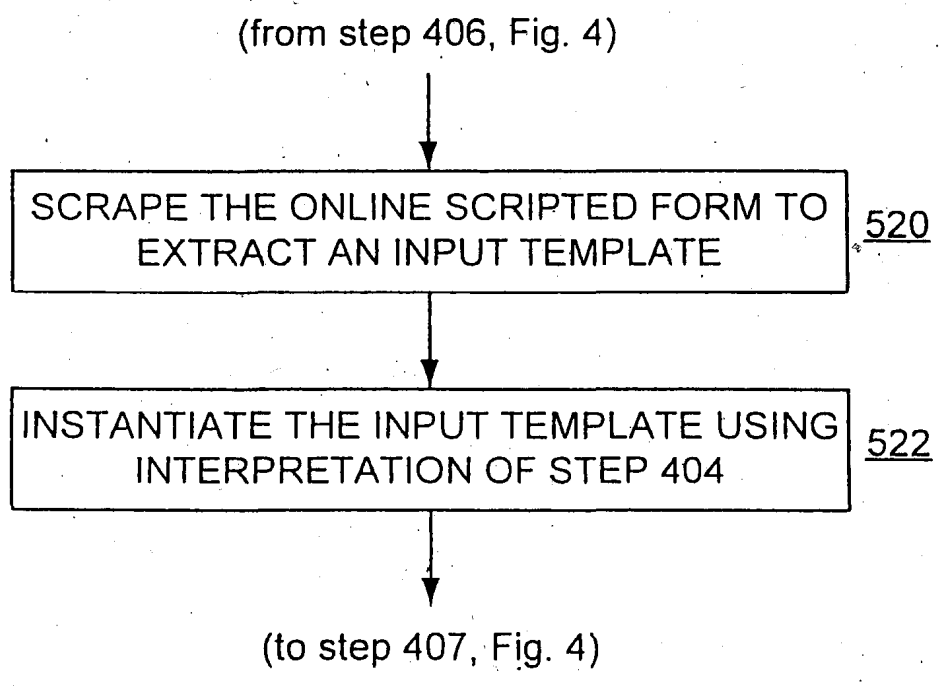 (from step 406, Fig. 4)
SCRAPE THE ONLINE SCRIPTED FORM TO
EXTRACT AN INPUT TEMPLATE
520
INSTANTIATE THE INPUT TEMPLATE USING
INTERPRETATION OF STEP 404
522
(to step 407, Fig. 4)